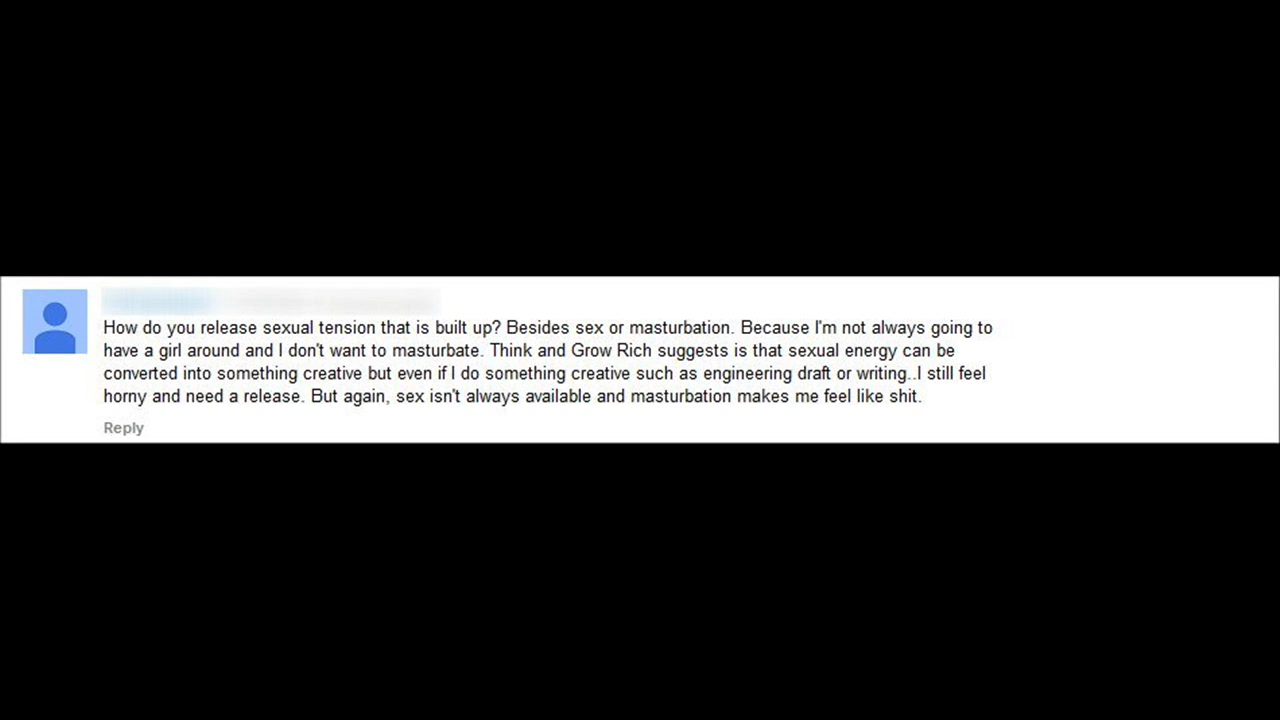 How do you release sexual tension that is built up? Besides sex or masturbation. Because I'm not always going to
have a girl around and I don't want to masturbate. Think and Grow Rich suggests is that sexual energy can be
converted into something creative but even if I do something creative such as engineering draft or writing..I still feel
horny and need a release. But again, sex isn't always available and masturbation makes me feel like shit.
Reply